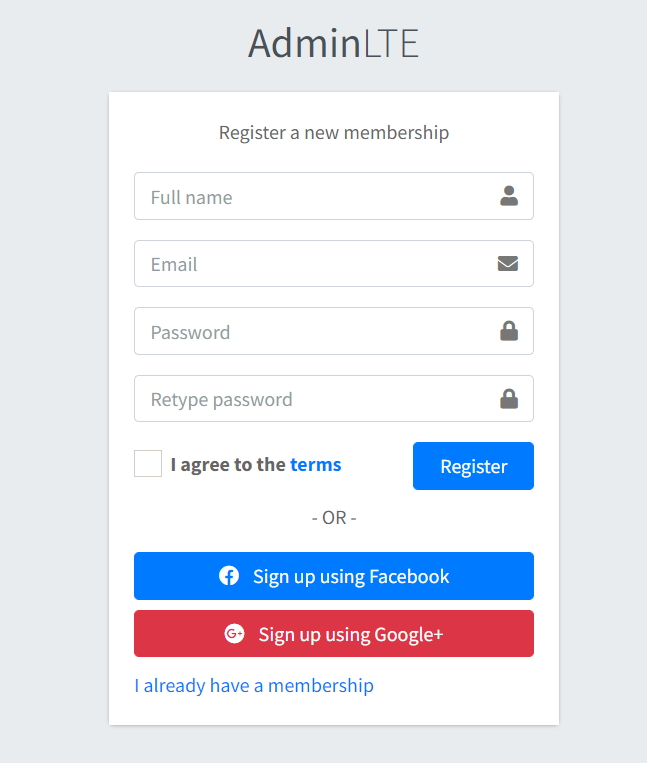 AdminLTE
Register a new membership
Full name
Email
Password
Retype password
I agree to the terms
Register
- OR -
Sign up using Facebook
G+ Sign up using Google+
I already have a membership